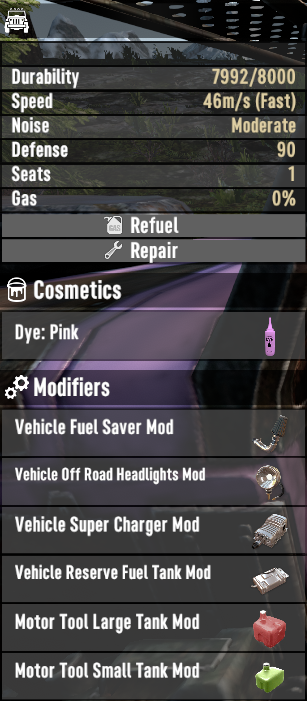 Durability 7992/8000
Speed 46m/s (Fast)
Noise Moderate
Defense 90
Seats 1
Gas 0%
GAS Refuel
Repair
Cosmetics
Dye: Pink
Modifiers
Vehicle Fuel Saver Mod
Vehicle Off Road Headlights Mod
Vehicle Super Charger Mod
Vehicle Reserve Fuel Tank Mod
Motor Tool Large Tank Mod
Motor Tool Small Tank Mod